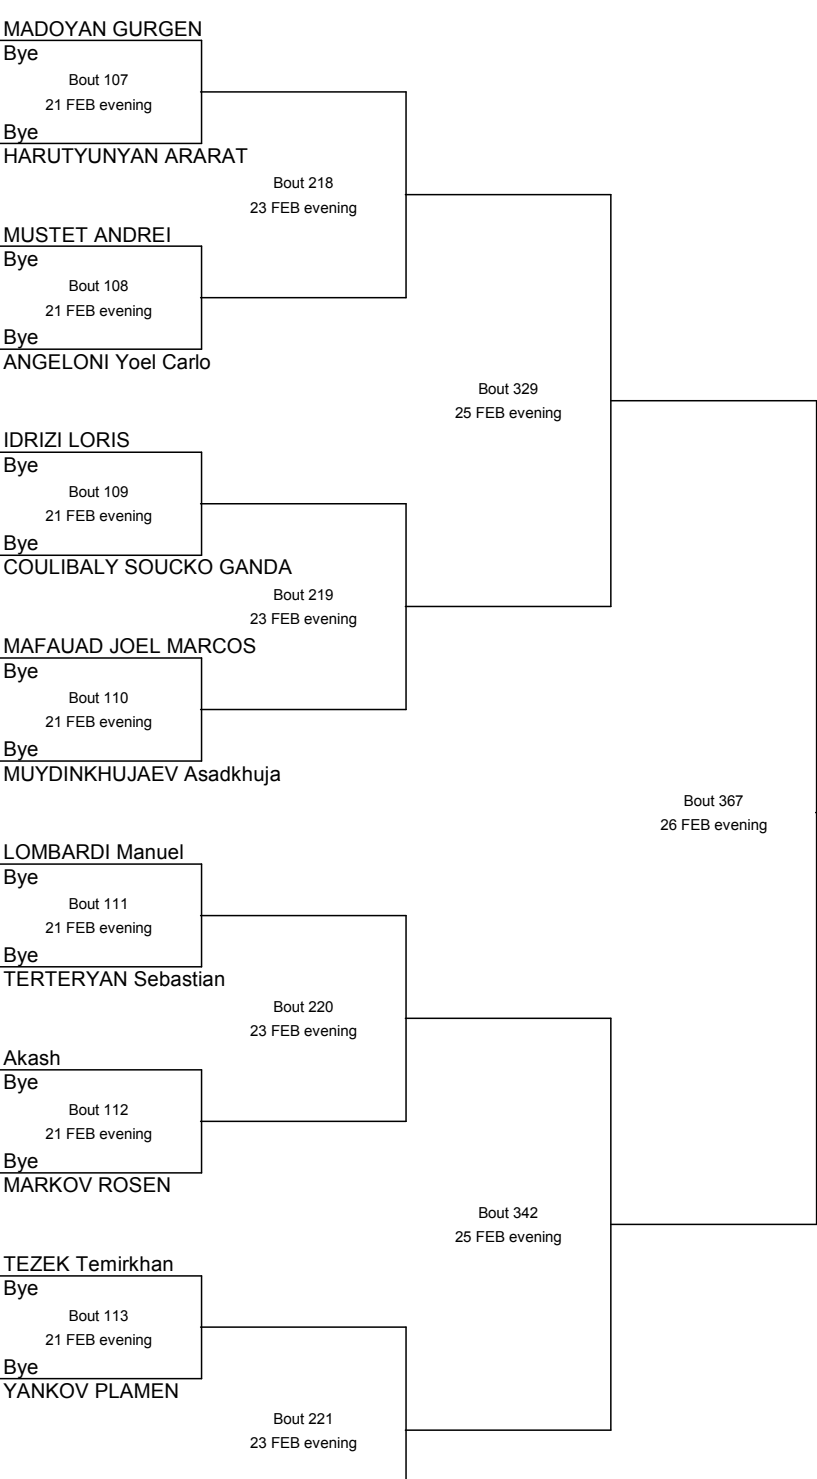 MADOYAN GURGEN
Bye
Bout 107
21 FEB evening
Bye
HARUTYUNYAN ARARAT
Bout 218
23 FEB evening
MUSTET ANDREI
Bye
Bout 108
21 FEB evening
Bye
ANGELONI Yoel Carlo
Bout 329
25 FEB evening
IDRIZI LORIS
Bye
Bout 109
21 FEB evening
Bye
COULIBALY SOUCKO GANDA
Bout 219
23 FEB evening
MAFAUAD JOEL MARCOS
Bye
Bout 110
21 FEB evening
Bye
MUYDINKHUJAEV Asadkhuja
Bout 367
26 FEB evening
LOMBARDI Manuel
Bye
Bout 111
21 FEB evening
Bye
TERTERYAN Sebastian
Bout 220
23 FEB evening
Akash
Bye
Bout 112
21 FEB evening
Bye
MARKOV ROSEN
Bout 342
25 FEB evening
TEZEK Temirkhan
Bye
Bout 113
21 FEB evening
Bye
YANKOV PLAMEN
Bout 221
23 FEB evening